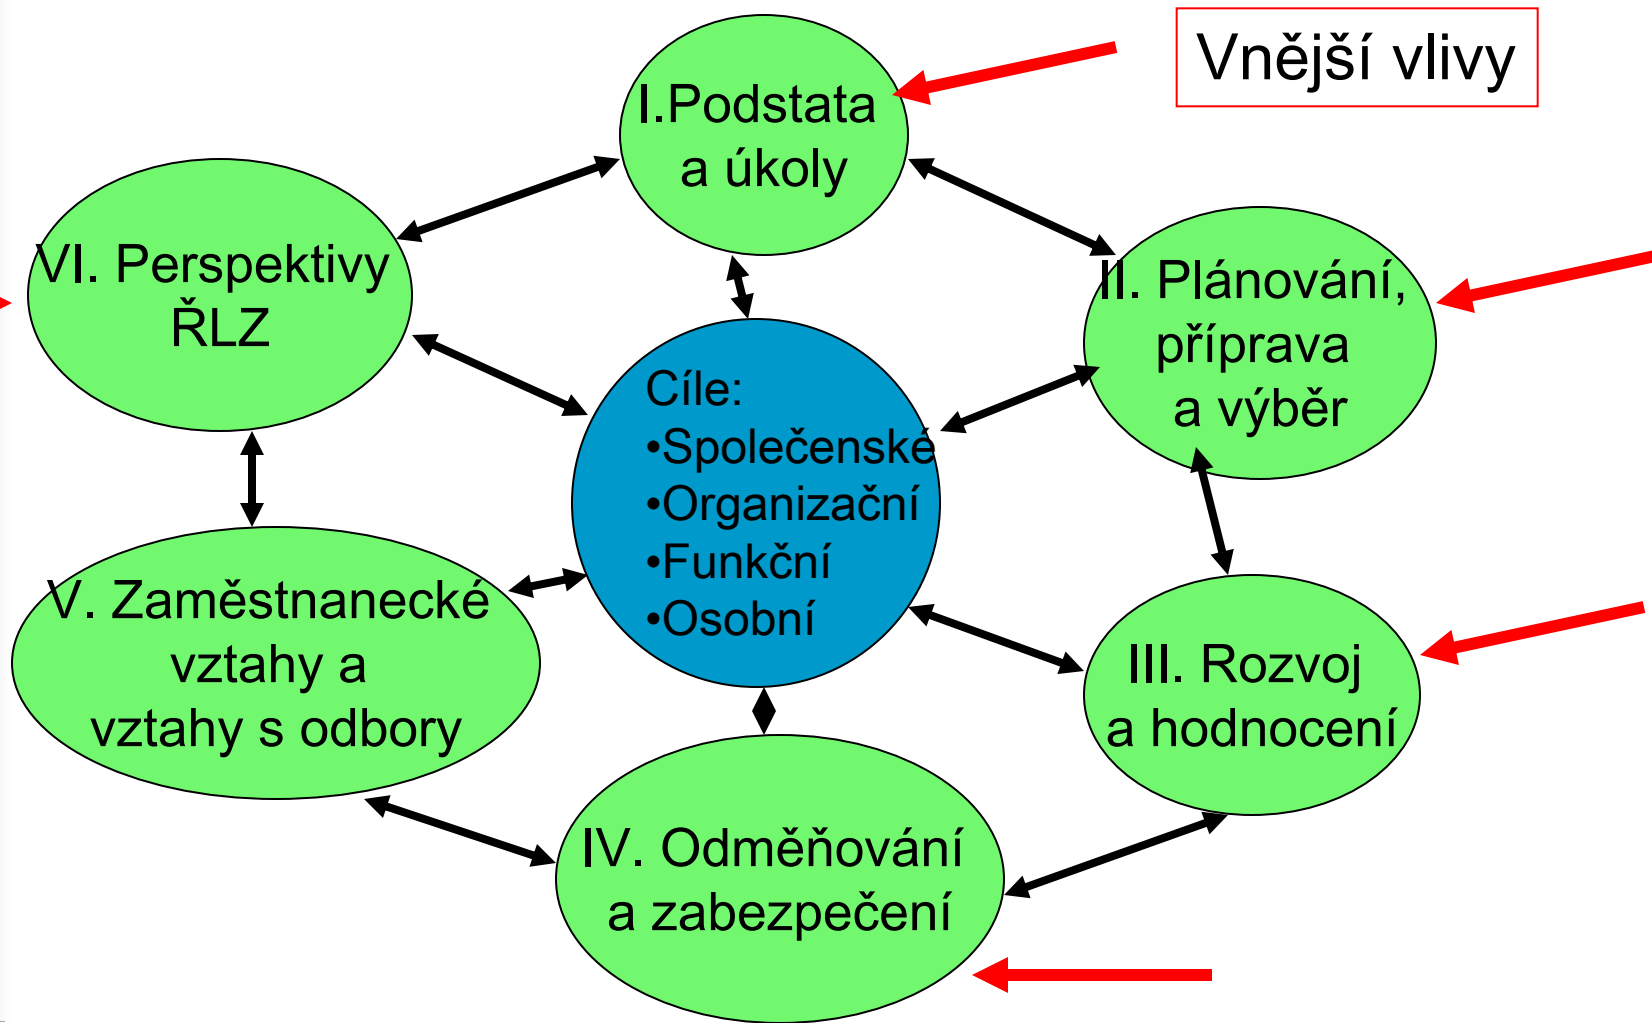 Vnější vlivy
I.Podstata
a úkoly
VI. Perspektivy
ŘLZ
II. Plánování,
příprava
a výběr
Cíle:
•Společenské
•Organizační
•Funkční
•Osobní
V. Zaměstnanecké
vztahy a
vztahy s odbory
III. Rozvoj
a hodnocení
IV. Odměňování
a zabezpečení